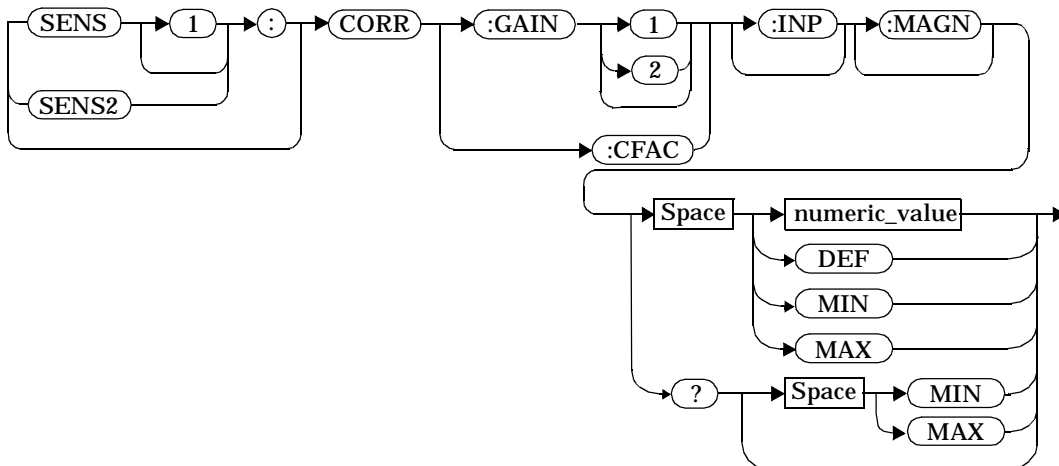 SENS 1 : CORR :GAIN 1 :INP :MAGN
2
SENS2
:CFAC
Space numeric_value
DEF
MIN
MAX
? Space MIN
MAX